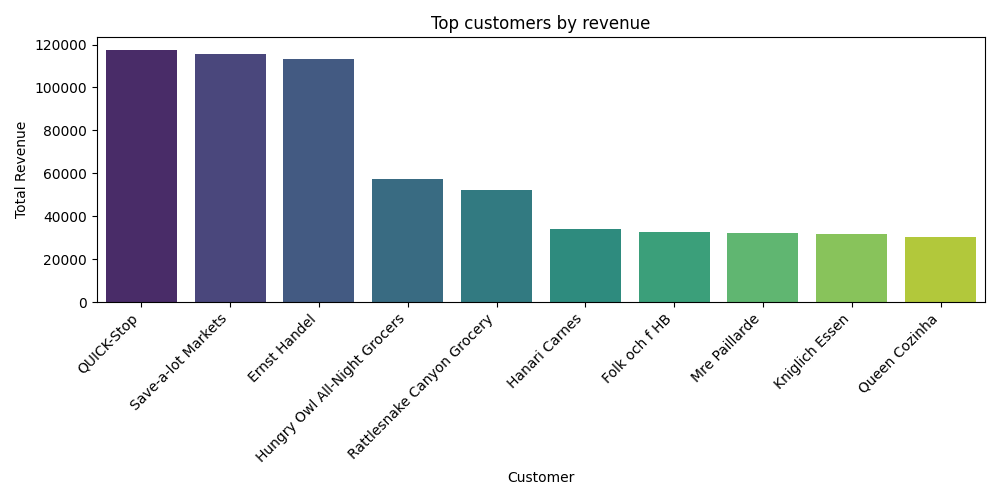 Top customers by revenue
Total Revenue
120000
100000
80000
60000
40000
20000
0
QUICK-Stop
Save-a-lot Markets
Ernst Handel
Hungry Owl All-Night Grocers
Rattlesnake Canyon Grocery
Hanari Carnes
Folk och f HB
Mre Paillarde
Kniglich Essen
Queen Cozinha
Customer